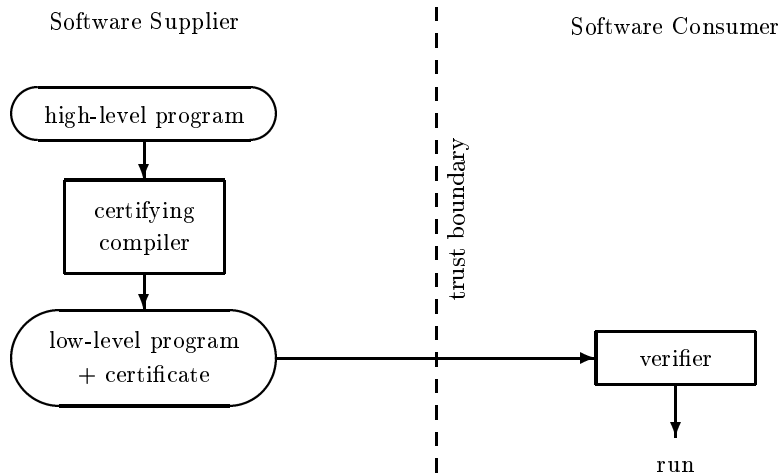 Software Supplier
Software Consumer
high-level program
certifying
compiler
trust boundary
low-level program
+ certificate
verifier
run